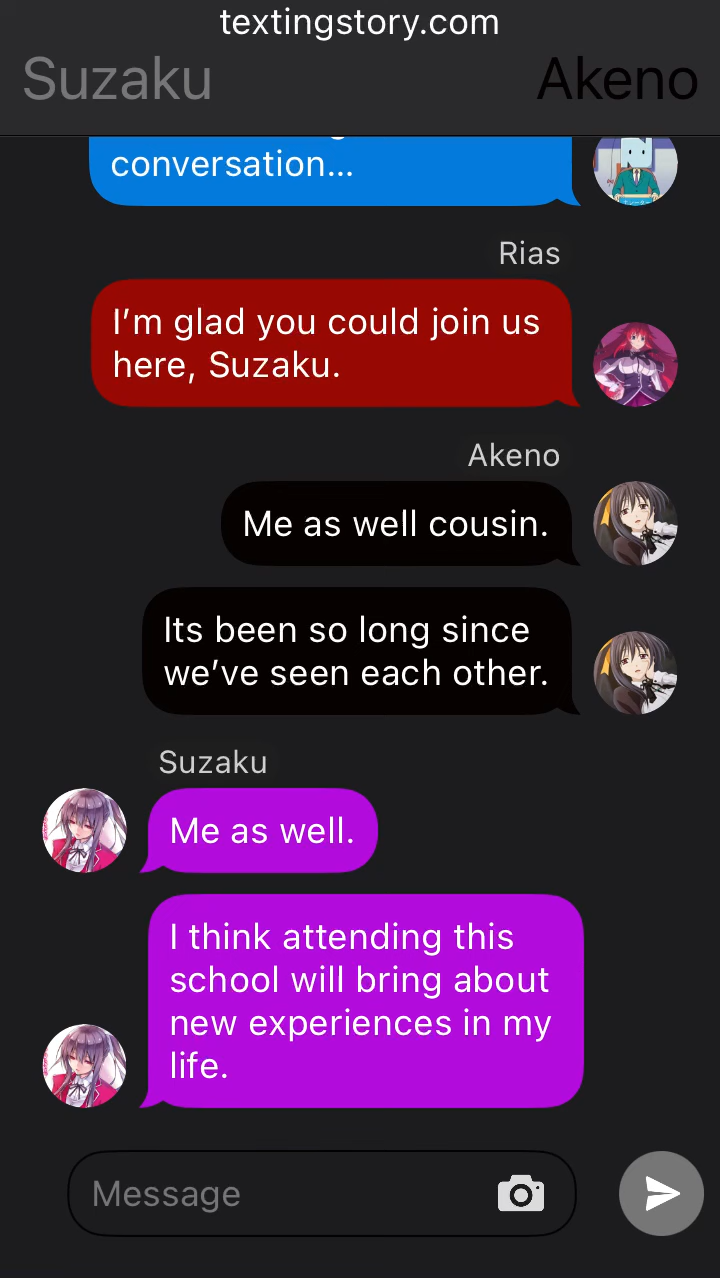 textingstory.com
Suzaku
Akeno
conversation...
Rias
I’m glad you could join us
here, Suzaku.
Akeno
Me as well cousin.
Its been so long since
we’ve seen each other.
Suzaku
Me as well.
I think attending this
school will bring about
new experiences in my
life.
Message